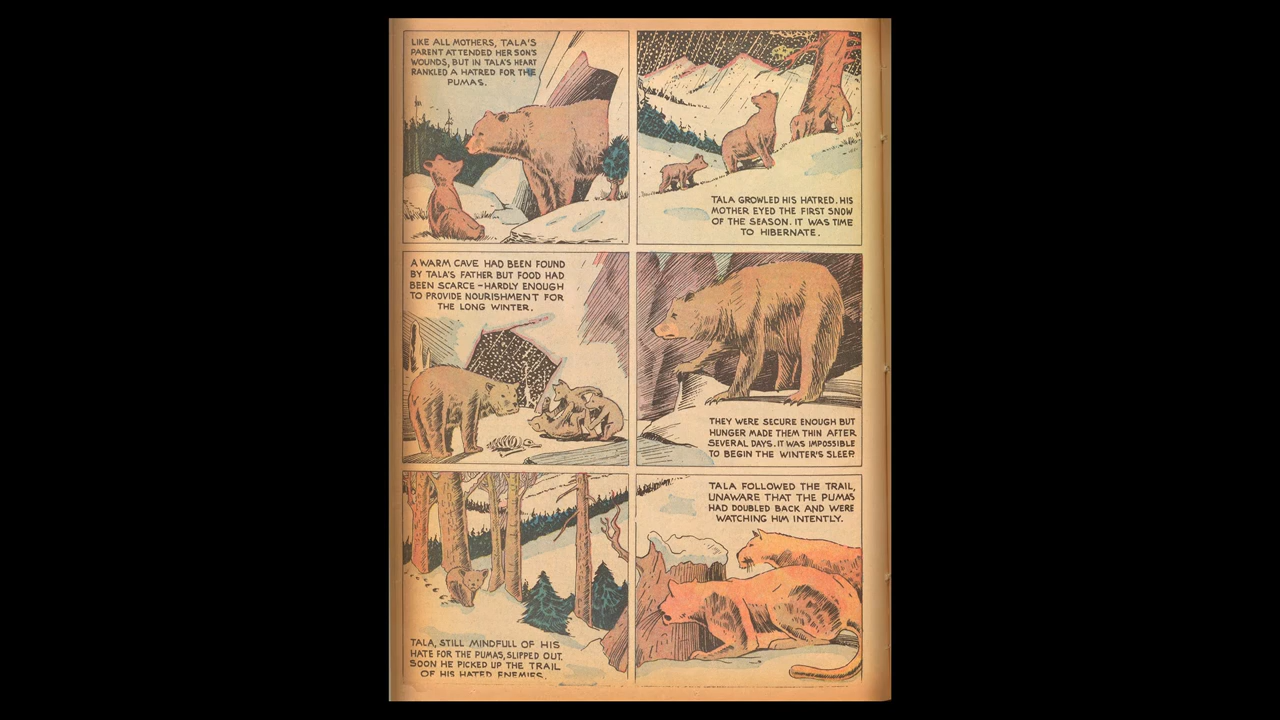 LIKE ALL MOTHERS, TALA'S
PARENT ATTENDED HER SON'S
WOUNDS, BUT IN TALA'S HEART
RANKLED A HATRED FOR THE
PUMAS.
TALA GROWLED HIS HATRED. HIS
MOTHER EYED THE FIRST SNOW
OF THE SEASON. IT WAS TIME
TO HIBERNATE.
A WARM CAVE HAD BEEN FOUND
BY TALA'S FATHER BUT FOOD HAD
BEEN SCARCE - HARDLY ENOUGH
TO PROVIDE NOURISHMENT FOR
THE LONG WINTER.
THEY WERE SECURE ENOUGH BUT
HUNGER MADE THEM THIN AFTER
SEVERAL DAYS. IT WAS IMPOSSIBLE
TO BEGIN THE WINTER'S SLEEP.
TALA, STILL MINDFULL OF HIS
HATE FOR THE PUMAS, SLIPPED OUT.
SOON HE PICKED UP THE TRAIL
OF HIS HATED ENEMIES.
TALA FOLLOWED THE TRAIL,
UNAWARE THAT THE PUMAS
HAD DOUBLED BACK AND WERE
WATCHING HIM INTENTLY.